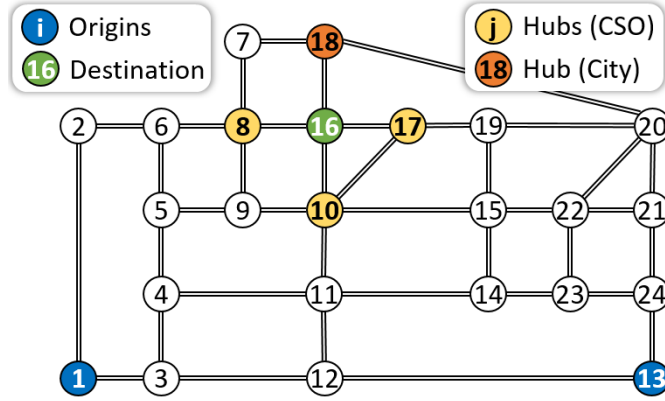 i Origins
16 Destination
j Hubs (CSO)
18 Hub (City)
7 18
2 6 8 16 17 19 20
5 9 10 15 22 21
4 11 14 23 24
1 3 12 13